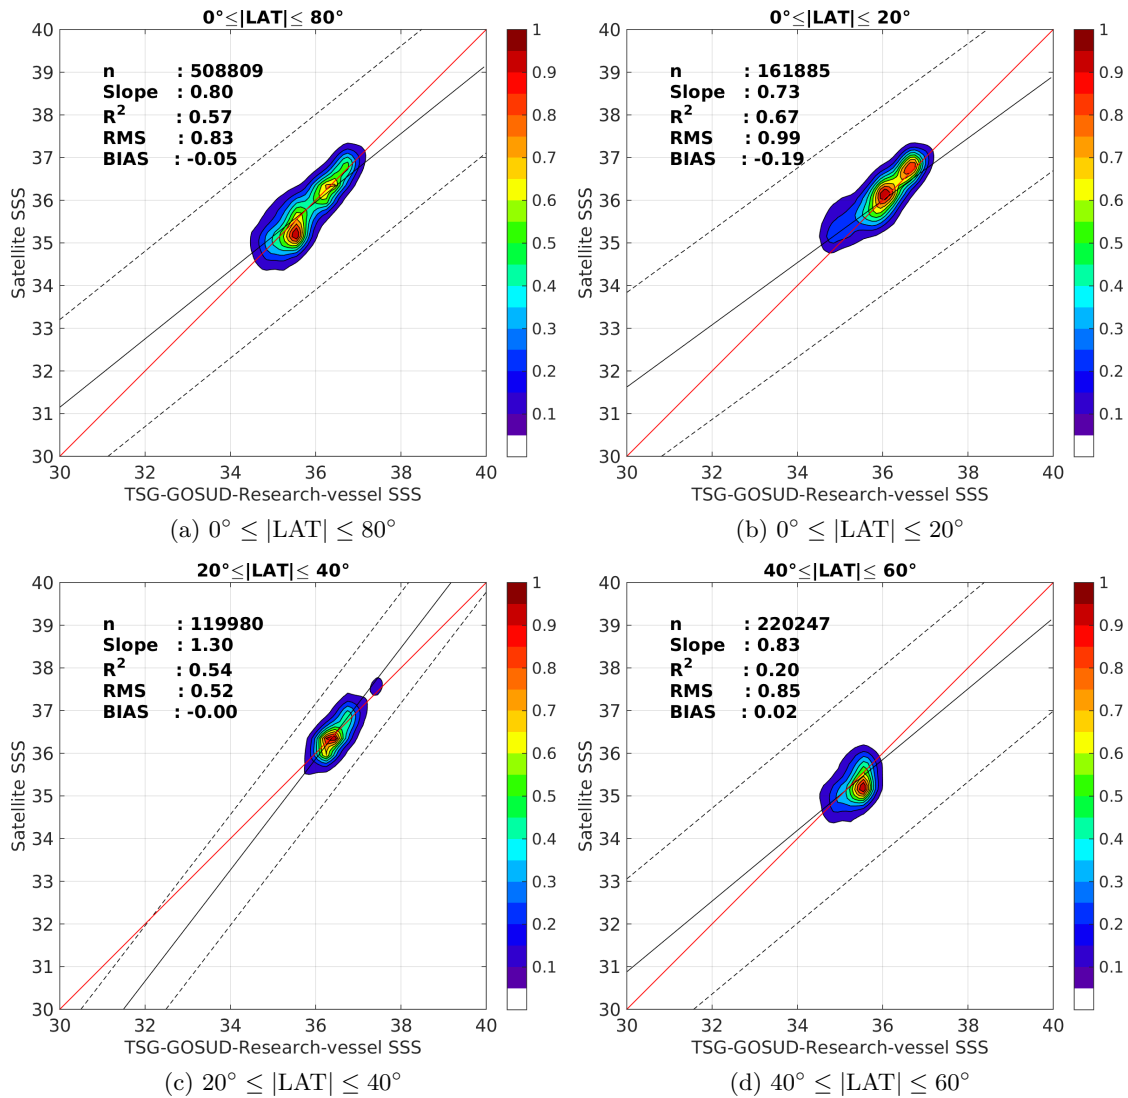 0°≤|LAT|≤ 80°
n : 508809
Slope : 0.80
R² : 0.57
RMS : 0.83
BIAS : -0.05
40
39
38
37
36
35
34
33
32
31
30
30 32 34 36 38 40
Satellite SSS
TSG-GOSUD-Research-vessel SSS
1
0.9
0.8
0.7
0.6
0.5
0.4
0.3
0.2
0.1
(a) 0° ≤ |LAT| ≤ 80°
0°≤|LAT|≤ 20°
n : 161885
Slope : 0.73
R² : 0.67
RMS : 0.99
BIAS : -0.19
40
39
38
37
36
35
34
33
32
31
30
30 32 34 36 38 40
Satellite SSS
TSG-GOSUD-Research-vessel SSS
1
0.9
0.8
0.7
0.6
0.5
0.4
0.3
0.2
0.1
(b) 0° ≤ |LAT| ≤ 20°
20°≤|LAT|≤ 40°
n : 119980
Slope : 1.30
R² : 0.54
RMS : 0.52
BIAS : -0.00
40
39
38
37
36
35
34
33
32
31
30
30 32 34 36 38 40
Satellite SSS
TSG-GOSUD-Research-vessel SSS
1
0.9
0.8
0.7
0.6
0.5
0.4
0.3
0.2
0.1
(c) 20° ≤ |LAT| ≤ 40°
40°≤|LAT|≤ 60°
n : 220247
Slope : 0.83
R² : 0.20
RMS : 0.85
BIAS : 0.02
40
39
38
37
36
35
34
33
32
31
30
30 32 34 36 38 40
Satellite SSS
TSG-GOSUD-Research-vessel SSS
1
0.9
0.8
0.7
0.6
0.5
0.4
0.3
0.2
0.1
(d) 40° ≤ |LAT| ≤ 60°